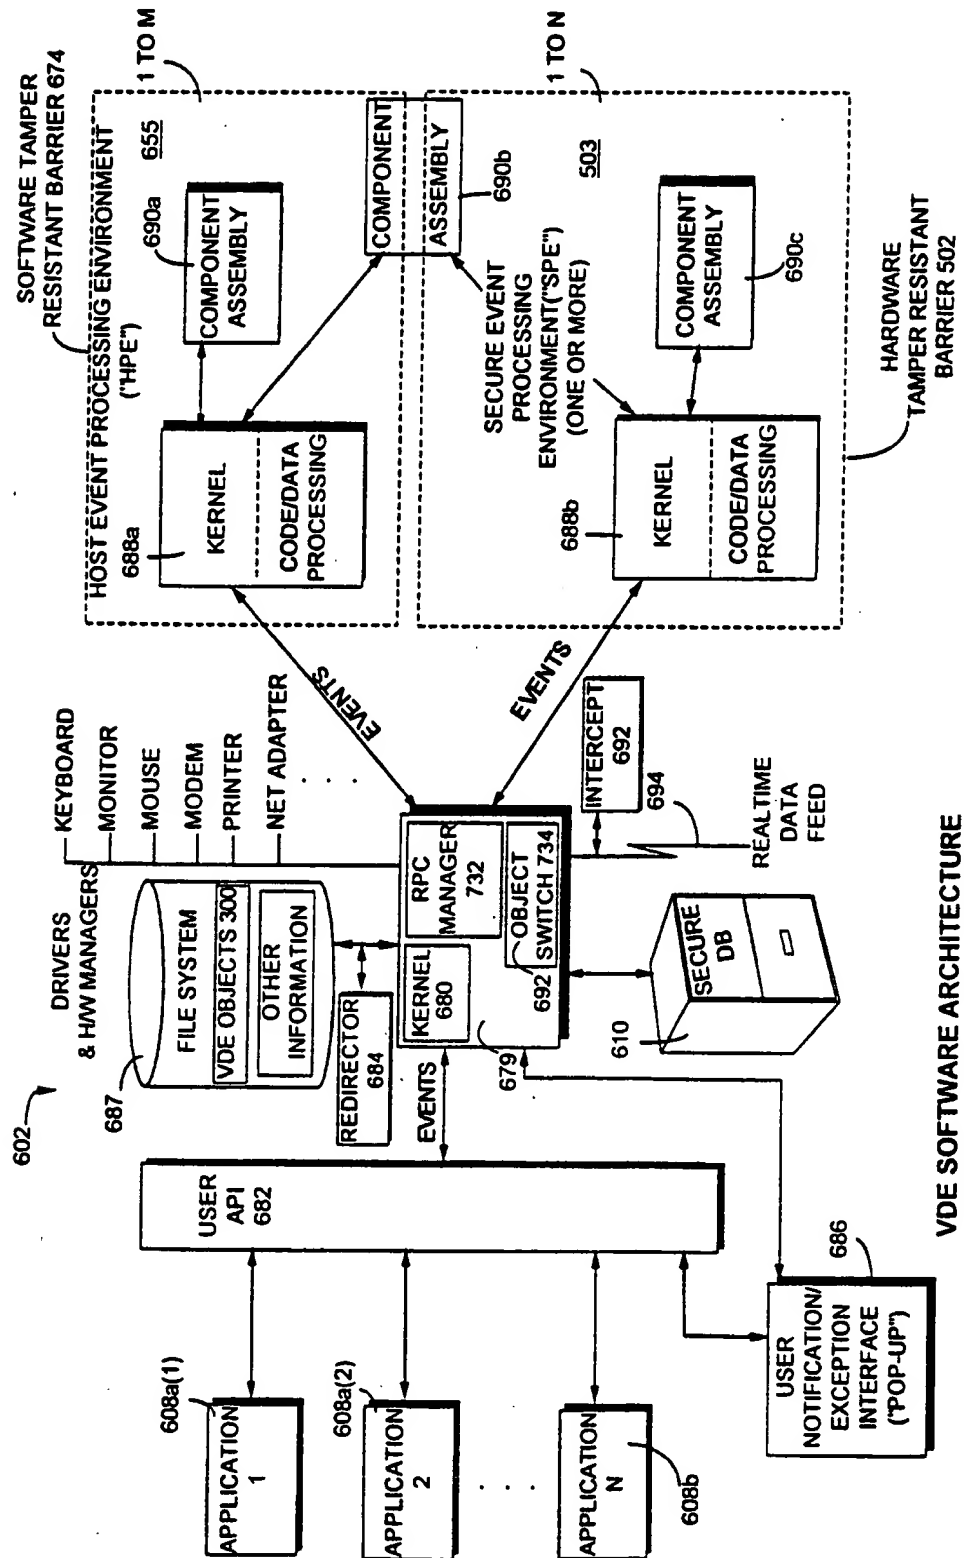 602
DRIVERS
& H/W MANAGERS
KEYBOARD
MONITOR
MOUSE
MODEM
PRINTER
NET ADAPTER
. . .
687
FILE SYSTEM
VDE OBJECTS 300
OTHER
INFORMATION
REDIRECTOR
684
APPLICATION
1
608a(1)
APPLICATION
2
608a(2)
. . .
APPLICATION
N
608b
USER
API
682
EVENTS
KERNEL
680
RPC
MANAGER
732
692
OBJECT
SWITCH 734
679
610
SECURE
DB
INTERCEPT
692
694
REALTIME
DATA
FEED
USER
NOTIFICATION/
EXCEPTION
INTERFACE
("POP-UP")
686
EVENTS
EVENTS
SOFTWARE TAMPER
RESISTANT BARRIER 674
HOST EVENT PROCESSING ENVIRONMENT
("HPE")
655
1 TO M
688a
KERNEL
CODE/DATA
PROCESSING
690a
COMPONENT
ASSEMBLY
COMPONENT
ASSEMBLY
690b
SECURE EVENT
PROCESSING
ENVIRONMENT("SPE")
(ONE OR MORE)
503
1 TO N
688b
KERNEL
CODE/DATA
PROCESSING
COMPONENT
ASSEMBLY
690c
HARDWARE
TAMPER RESISTANT
BARRIER 502
VDE SOFTWARE ARCHITECTURE